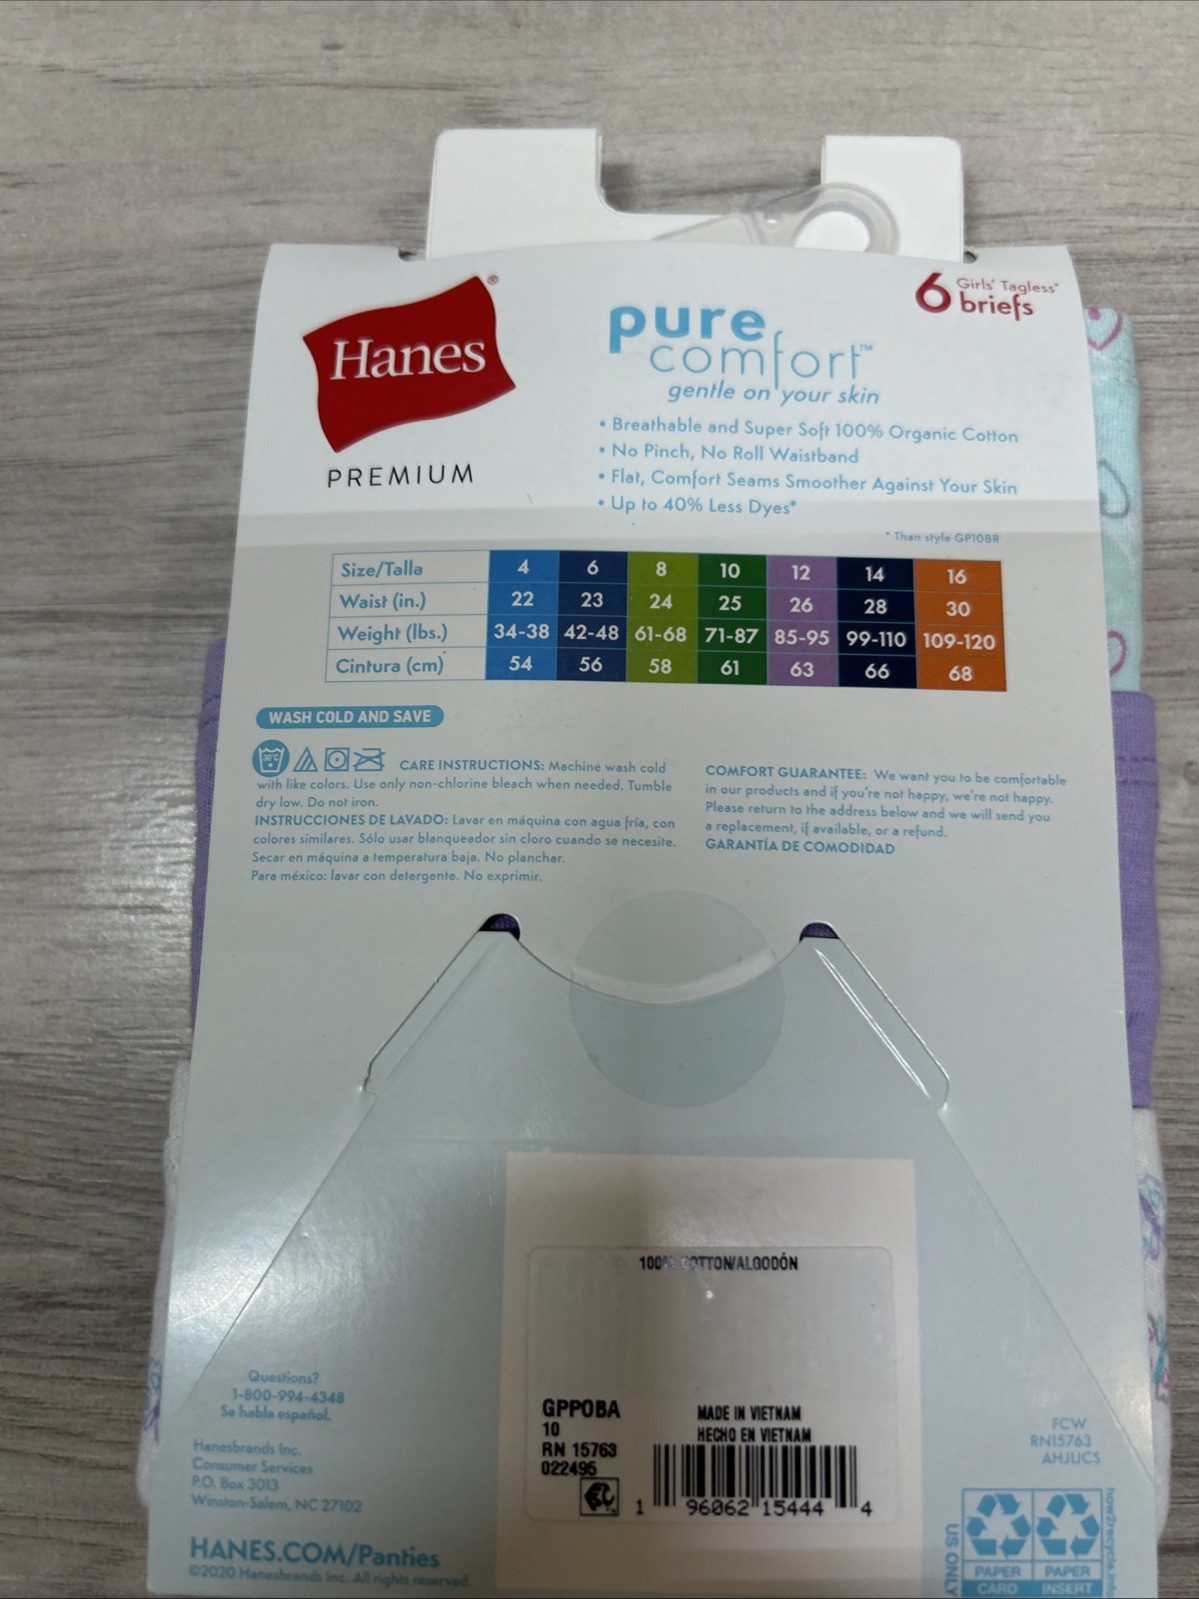 Hanes®
PREMIUM
6 Girls' Tagless®
briefs
pure
comfort™
gentle on your skin
• Breathable and Super Soft 100% Organic Cotton
• No Pinch, No Roll Waistband
• Flat, Comfort Seams Smoother Against Your Skin
• Up to 40% Less Dyes*
* Than style GP10BR
Size/Talla 4 6 8 10 12 14 16
Waist (in.) 22 23 24 25 26 28 30
Weight (lbs.) 34-38 42-48 61-68 71-87 85-95 99-110 109-120
Cintura (cm) 54 56 58 61 63 66 68
WASH COLD AND SAVE
30°C
CARE INSTRUCTIONS: Machine wash cold
with like colors. Use only non-chlorine bleach when needed. Tumble
dry low. Do not iron.
INSTRUCCIONES DE LAVADO: Lavar en máquina con agua fría, con
colores similares. Sólo usar blanqueador sin cloro cuando se necesite.
Secar en máquina a temperatura baja. No planchar.
Para méxico: lavar con detergente. No exprimir.
COMFORT GUARANTEE: We want you to be comfortable
in our products and if you're not happy, we're not happy.
Please return to the address below and we will send you
a replacement, if available, or a refund.
GARANTÍA DE COMODIDAD
100% COTTON/ALGODÓN
GPPOBA
10
RN 15763
022495
MADE IN VIETNAM
HECHO EN VIETNAM
1 96062 15444 4
Questions?
1-800-994-4348
Se habla español.
Hanesbrands Inc.
Consumer Services
P.O. Box 3013
Winston-Salem, NC 27102
HANES.COM/Panties
©2020 Hanesbrands Inc. All rights reserved.
FCW
RN15763
AHJUCS
US ONLY
PAPER PAPER
CARD INSERT
how2recycle.info